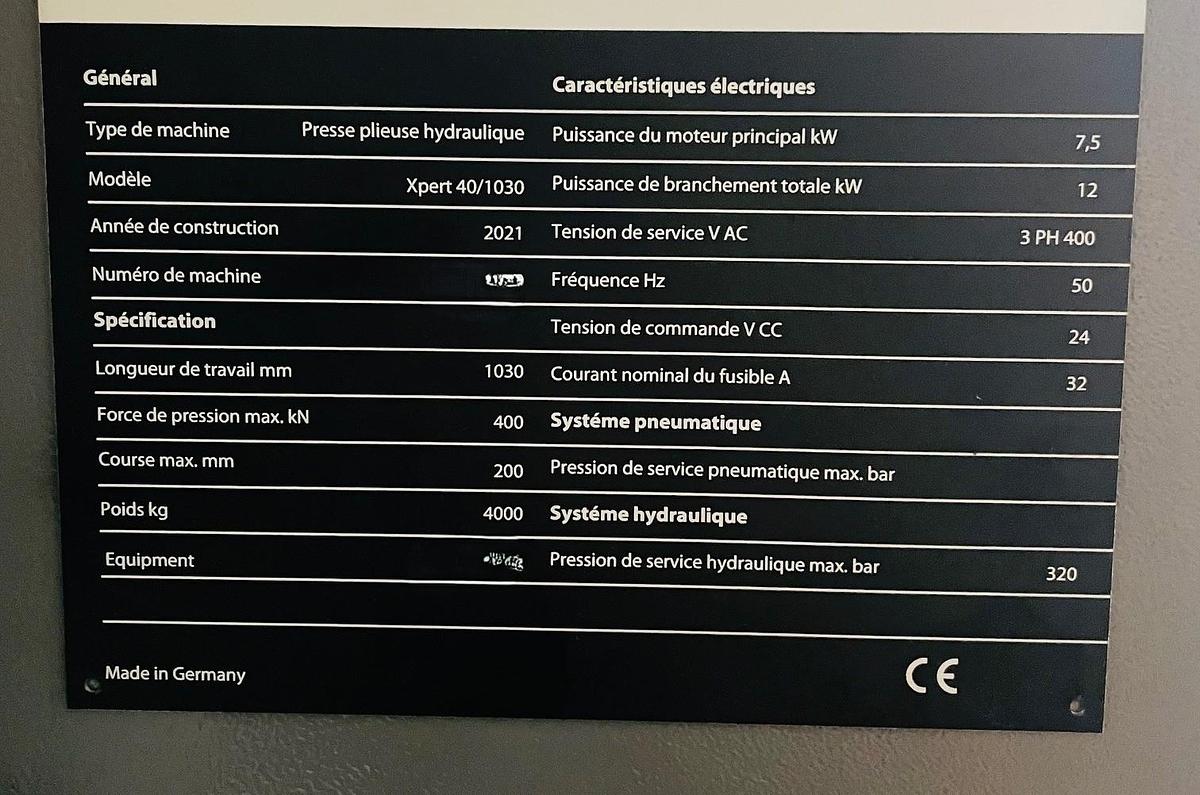 Général
Type de machine Presse plieuse hydraulique
Modèle Xpert 40/1030
Année de construction 2021
Numéro de machine
Spécification
Longueur de travail mm 1030
Force de pression max. kN 400
Course max. mm 200
Poids kg 4000
Equipment
Caractéristiques électriques
Puissance du moteur principal kW 7,5
Puissance de branchement totale kW 12
Tension de service V AC 3 PH 400
Fréquence Hz 50
Tension de commande V CC 24
Courant nominal du fusible A 32
Systéme pneumatique
Pression de service pneumatique max. bar
Systéme hydraulique
Pression de service hydraulique max. bar 320
Made in Germany
CE